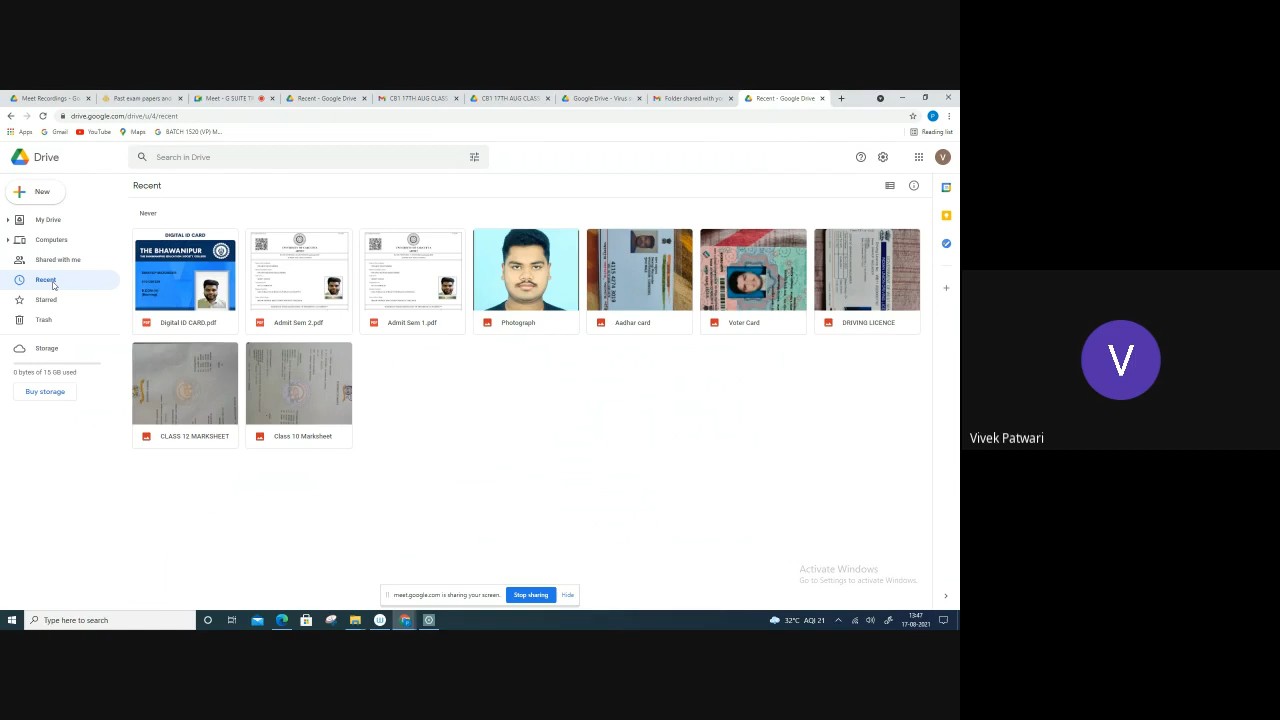 Meet Recordings - Go
Past exam papers and
Meet - G SUITE TR
Recent - Google Drive
CB1 17TH AUG CLASS
CB1 17TH AUG CLASS
Google Drive - Virus s
Folder shared with yo
Recent - Google Drive
drive.google.com/drive/u/4/recent
P
Apps
Gmail
YouTube
Maps
BATCH 1520 (VP) M...
Reading list
Drive
Search in Drive
V
New
Recent
My Drive
Computers
Shared with me
Recent
Starred
Trash
Storage
0 bytes of 15 GB used
Buy storage
Never
DIGITAL ID CARD
THE BHAWANIPUR
Digital ID CARD.pdf
Admit Sem 2.pdf
Admit Sem 1.pdf
Photograph
Aadhar card
Voter Card
DRIVING LICENCE
CLASS 12 MARKSHEET
Class 10 Marksheet
Activate Windows
Go to Settings to activate Windows.
meet.google.com is sharing your screen.
Stop sharing
Hide
Type here to search
32°C AQI 21
13:47
17-08-2021
V
Vivek Patwari